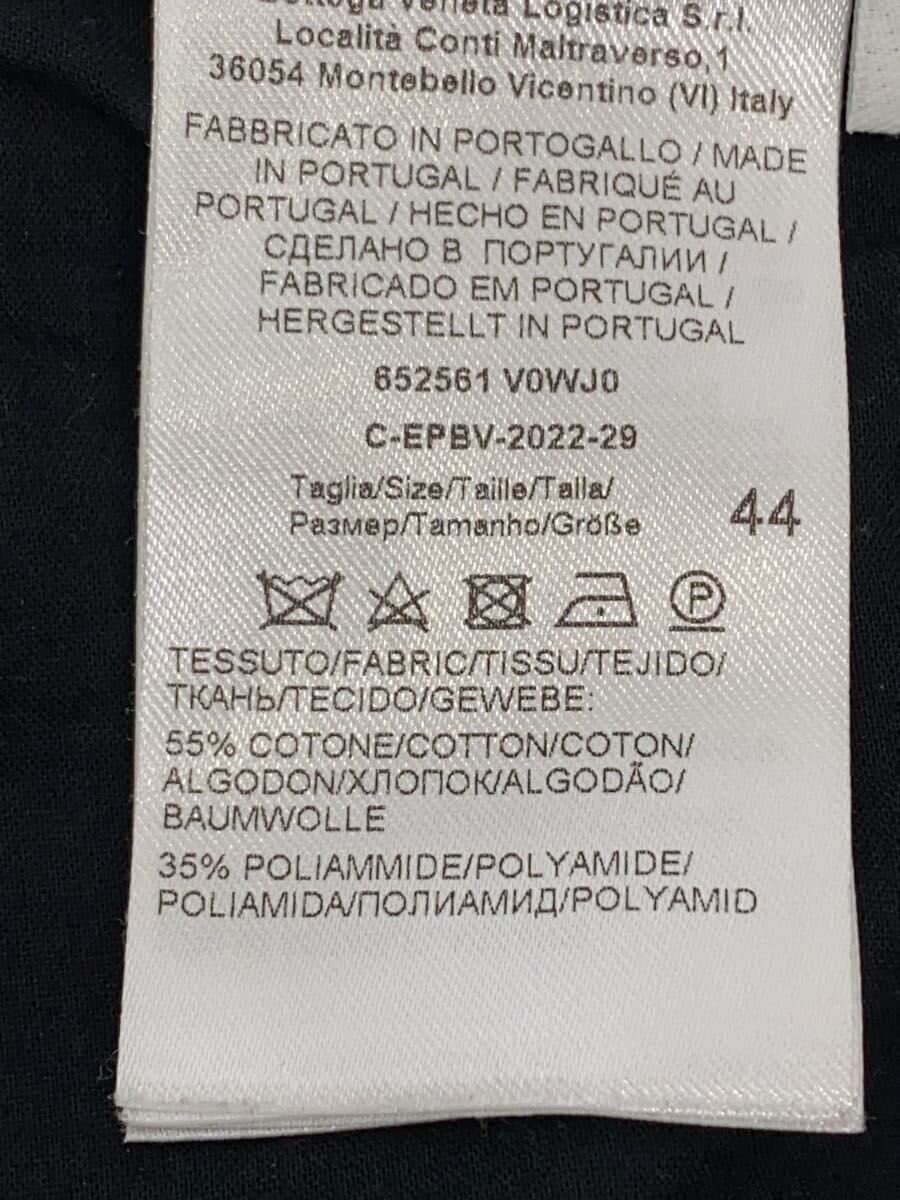 Bottega Veneta Logistica S.r.l.
Località Conti Maltraverso,1
36054 Montebello Vicentino (VI) Italy
FABBRICATO IN PORTOGALLO / MADE
IN PORTUGAL / FABRIQUÉ AU
PORTUGAL / HECHO EN PORTUGAL /
СДЕЛАНО В ПОРТУГАЛИИ /
FABRICADO EM PORTUGAL /
HERGESTELLT IN PORTUGAL
652561 V0WJ0
C-EPBV-2022-29
Taglia/Size/Taille/Talla/
Размер/Tamanho/Größe 44
P
TESSUTO/FABRIC/TISSU/TEJIDO/
ТКАНЬ/TECIDO/GEWEBE:
55% COTONE/COTTON/COTON/
ALGODON/ХЛОПОК/ALGODÃO/
BAUMWOLLE
35% POLIAMMIDE/POLYAMIDE/
POLIAMIDA/ПОЛИАМИД/POLYAMID